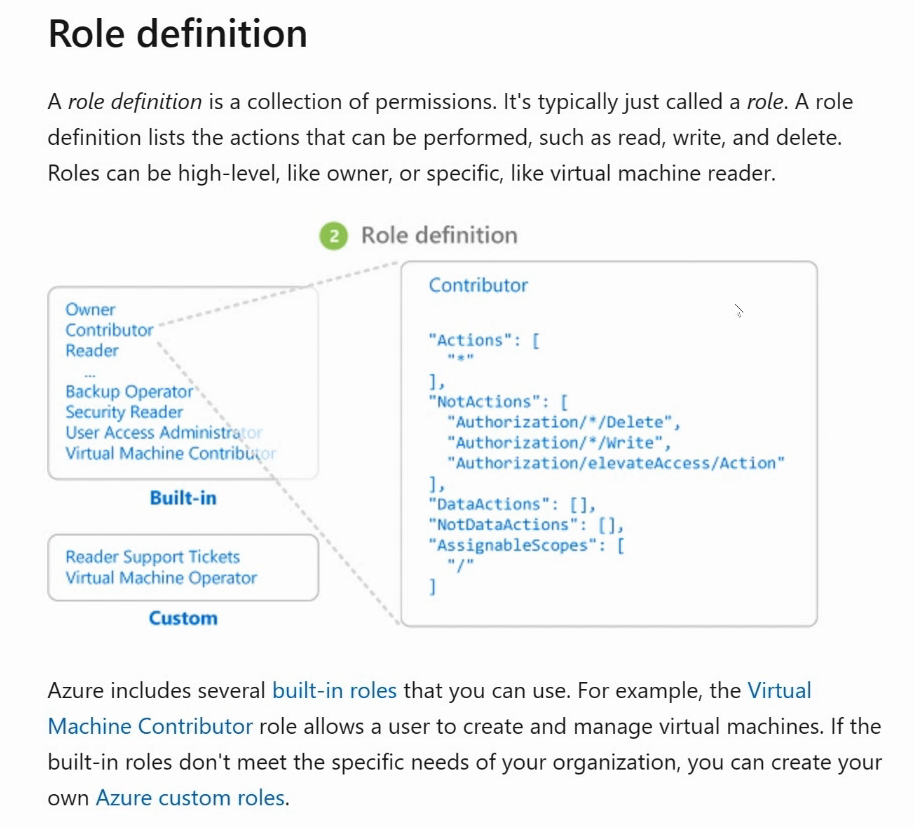 Role definition
A role definition is a collection of permissions. It's typically just called a role. A role
definition lists the actions that can be performed, such as read, write, and delete.
Roles can be high-level, like owner, or specific, like virtual machine reader.
2 Role definition
Owner
Contributor
Reader
...
Backup Operator
Security Reader
User Access Administrator
Virtual Machine Contributor
Built-in
Reader Support Tickets
Virtual Machine Operator
Custom
Contributor
"Actions": [
"*"
],
"NotActions": [
"Authorization/*/Delete",
"Authorization/*/Write",
"Authorization/elevateAccess/Action"
],
"DataActions": [],
"NotDataActions": [],
"AssignableScopes": [
"/"
]
Azure includes several built-in roles that you can use. For example, the Virtual
Machine Contributor role allows a user to create and manage virtual machines. If the
built-in roles don't meet the specific needs of your organization, you can create your
own Azure custom roles.